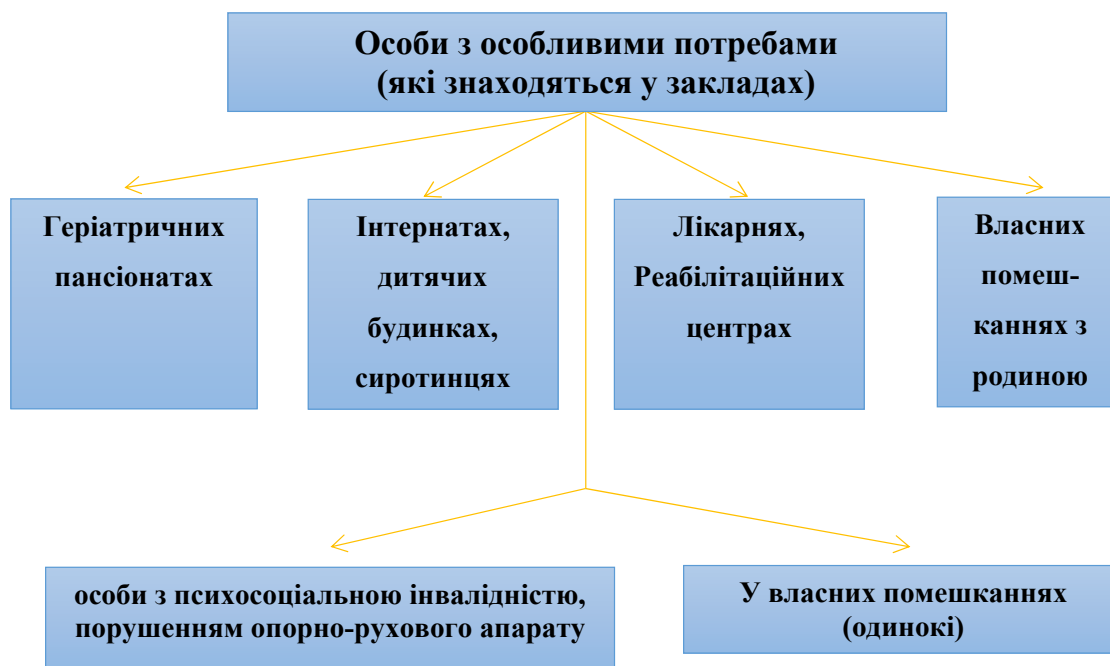 Особи з особливими потребами
(які знаходяться у закладах)
Геріатричних
пансіонатах
Інтернатах,
дитячих
будинках,
сиротинцях
Лікарнях,
Реабілітаційних
центрах
Власних
помеш-
каннях з
родиною
особи з психосоціальною інвалідністю,
порушенням опорно-рухового апарату
У власних помешканнях
(одинокі)